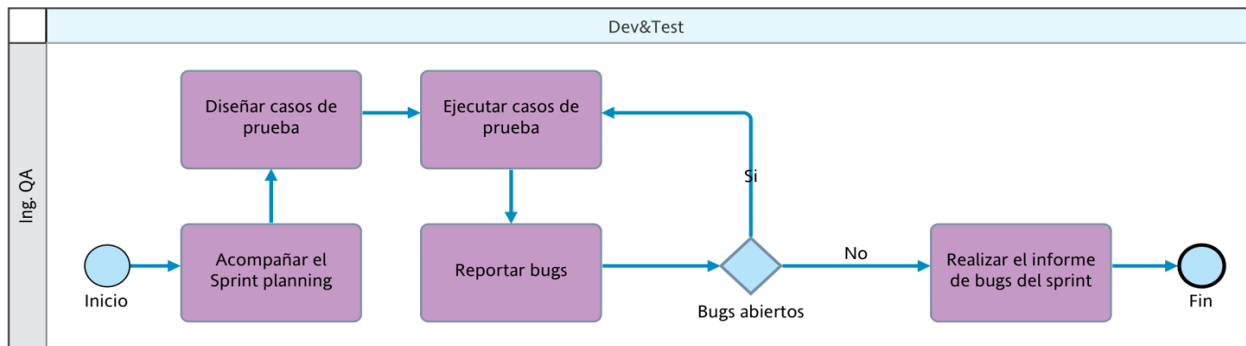 Dev&Test
Ing. QA
Diseñar casos de
prueba
Ejecutar casos de
prueba
Si
Inicio
Acompañar el
Sprint planning
Reportar bugs
Bugs abiertos
No
Realizar el informe
de bugs del sprint
Fin